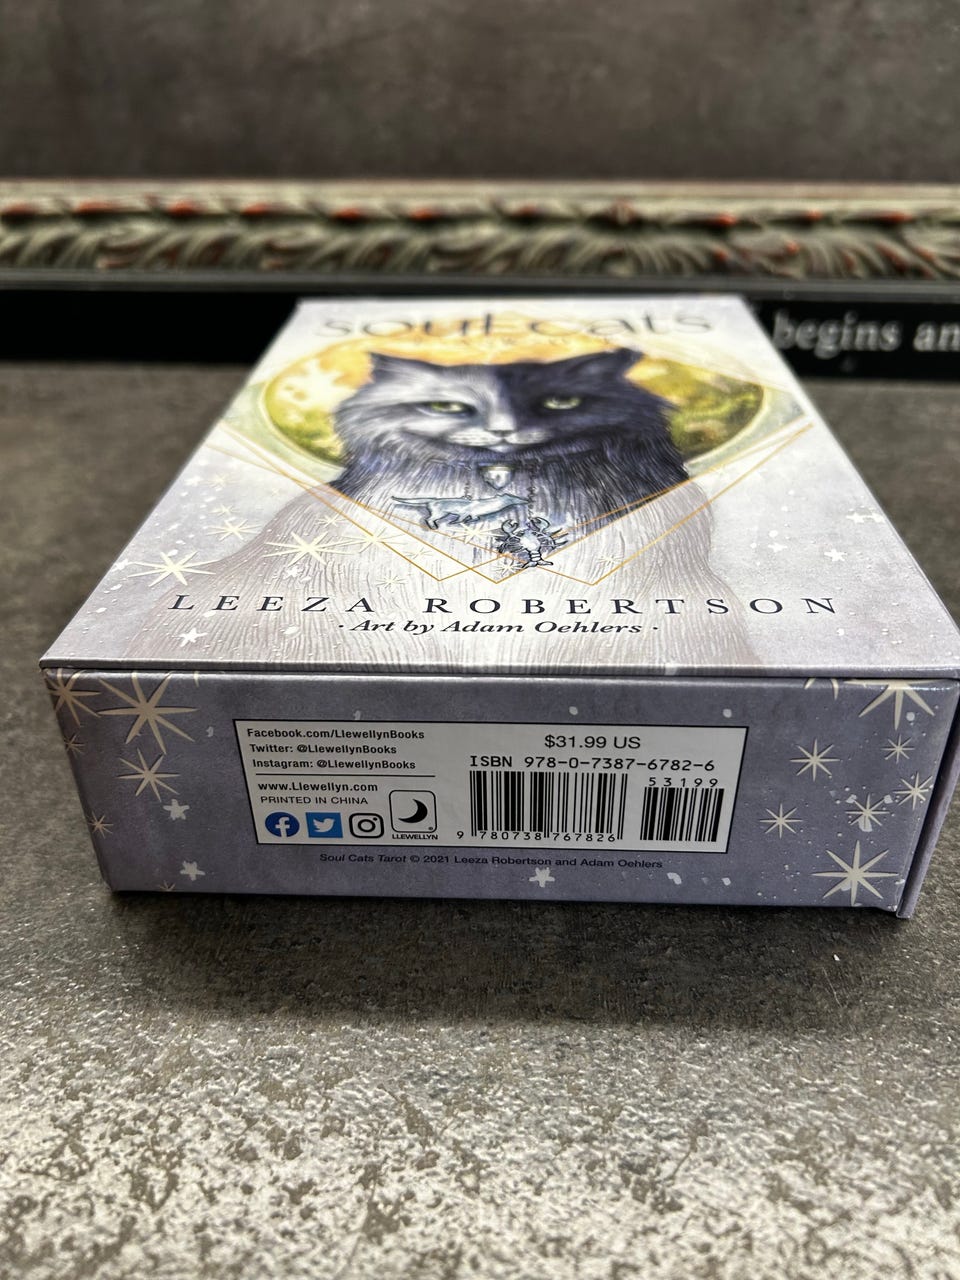 begins an
soul cats
TAROT
LEEZA ROBERTSON
· Art by Adam Oehlers ·
Facebook.com/LlewellynBooks
Twitter: @LlewellynBooks
Instagram: @LlewellynBooks
www.Llewellyn.com
PRINTED IN CHINA
LLEWELLYN
$31.99 US
ISBN 978-0-7387-6782-6
53199
9 780738 767826
Soul Cats Tarot © 2021 Leeza Robertson and Adam Oehlers